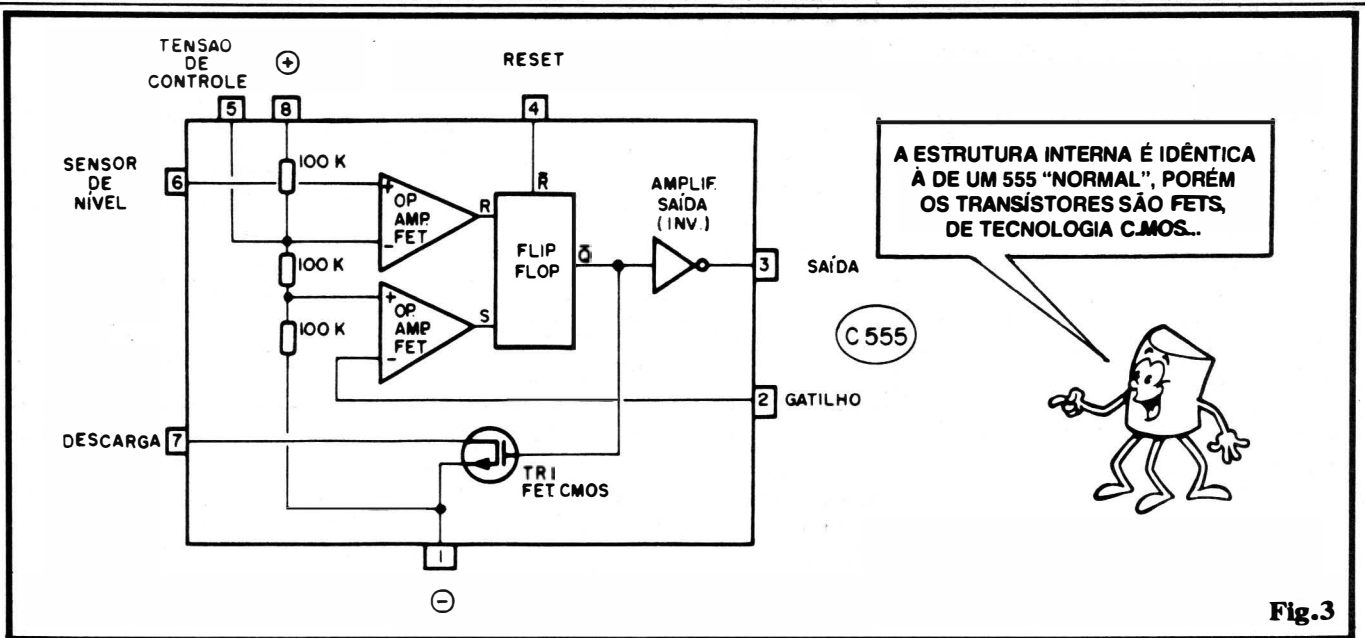 TENSAO
DE
CONTROLE
+
RESET
5
8
4
SENSOR
DE
NÍVEL
6
100 K
100 K
100 K
+
OP
AMP.
FET
-
R
R̅
+
OP.
AMP
FET
-
S
FLIP
FLOP
Q̅
AMPLIF.
SAÍDA
(INV.)
3
SAÍDA
C 555
2
GATILHO
DESCARGA
7
TR1
FET. CMOS
1
−
A ESTRUTURA INTERNA É IDÊNTICA
À DE UM 555 “NORMAL”, PORÉM
OS TRANSÍSTORES SÃO FETS,
DE TECNOLOGIA C.MOS...
Fig.3